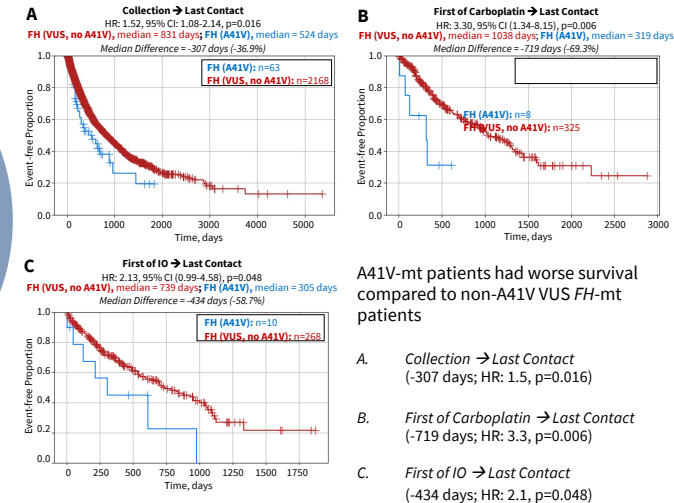 A
Collection → Last Contact
HR: 1.52, 95% CI: 1.08-2.14, p=0.016
FH (VUS, no A41V), median = 831 days; FH (A41V), median = 524 days
Median Difference = -307 days (-36.9%)
FH (A41V): n=63
FH (VUS, no A41V): n=2168
Event-free Proportion
1.0
0.8
0.6
0.4
0.2
0.0
0 1000 2000 3000 4000 5000
Time, days
B
First of Carboplatin → Last Contact
HR: 3.30, 95% CI (1.34-8.15), p=0.006
FH (VUS, no A41V), median = 1038 days; FH (A41V), median = 319 days
Median Difference = -719 days (-69.3%)
FH (A41V): n=8
FH (VUS, no A41V): n=325
Event-free Proportion
1.0
0.8
0.6
0.4
0.2
0.0
0 500 1000 1500 2000 2500 3000
Time, days
C
First of IO → Last Contact
HR: 2.13, 95% CI (0.99-4.58), p=0.048
FH (VUS, no A41V), median = 739 days; FH (A41V), median = 305 days
Median Difference = -434 days (-58.7%)
FH (A41V): n=10
FH (VUS, no A41V): n=268
Event-free Proportion
1.0
0.8
0.6
0.4
0.2
0.0
0 250 500 750 1000 1250 1500 1750
Time, days
A41V-mt patients had worse survival
compared to non-A41V VUS FH-mt
patients
A. Collection → Last Contact
(-307 days; HR: 1.5, p=0.016)
B. First of Carboplatin → Last Contact
(-719 days; HR: 3.3, p=0.006)
C. First of IO → Last Contact
(-434 days; HR: 2.1, p=0.048)